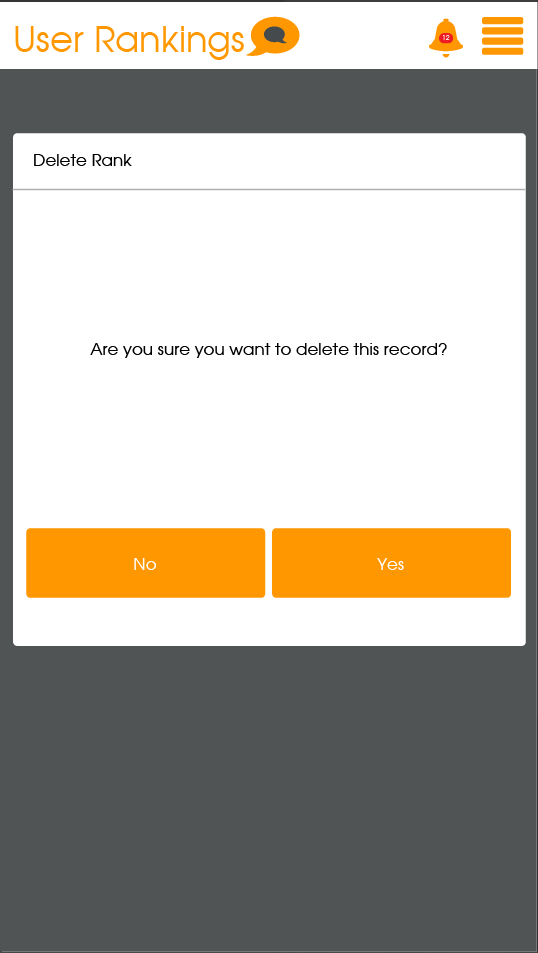 User Rankings
12
Delete Rank
Are you sure you want to delete this record?
No
Yes